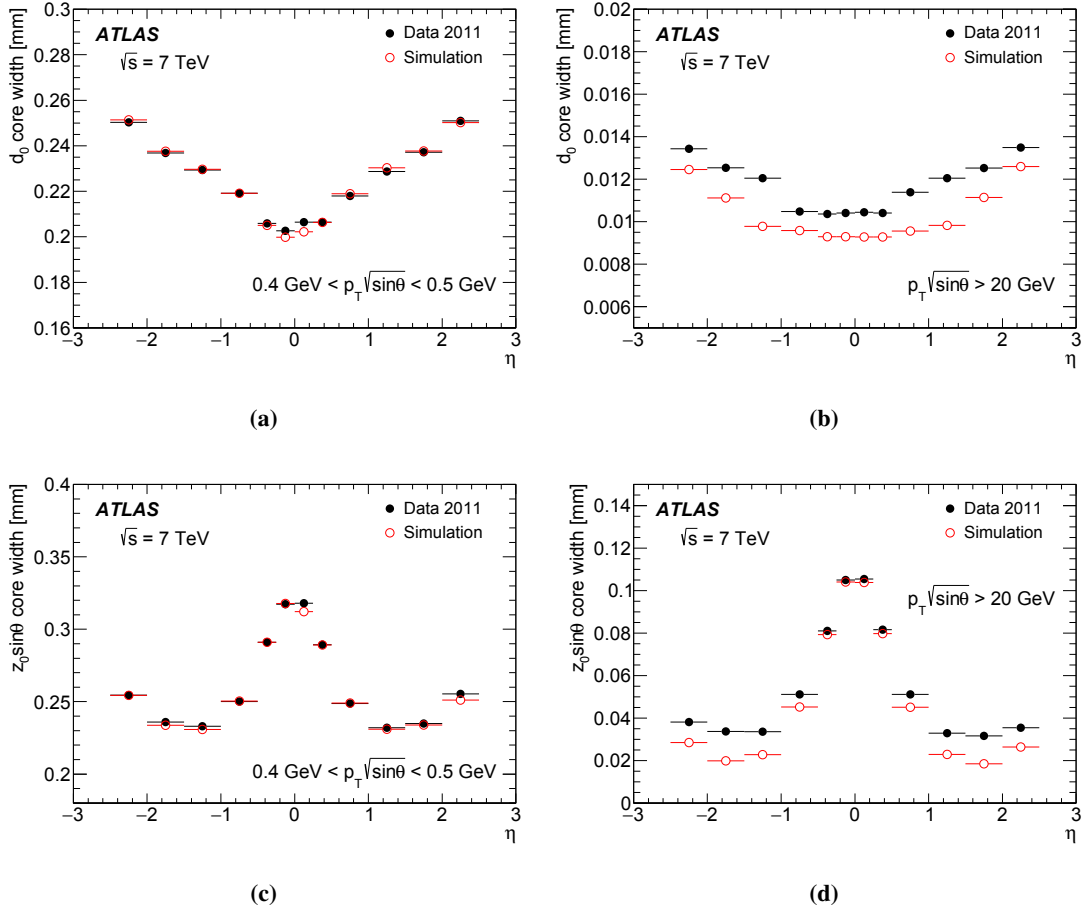 d₀ core width [mm]
0.3
0.28
0.26
0.24
0.22
0.2
0.18
0.16
ATLAS
√s = 7 TeV
Data 2011
Simulation
0.4 GeV < p_T√sinθ < 0.5 GeV
−3 −2 −1 0 1 2 3
η
(a)
d₀ core width [mm]
0.02
0.018
0.016
0.014
0.012
0.01
0.008
0.006
ATLAS
√s = 7 TeV
Data 2011
Simulation
p_T√sinθ > 20 GeV
−3 −2 −1 0 1 2 3
η
(b)
z₀sinθ core width [mm]
0.4
0.35
0.3
0.25
0.2
ATLAS
√s = 7 TeV
Data 2011
Simulation
0.4 GeV < p_T√sinθ < 0.5 GeV
−3 −2 −1 0 1 2 3
η
(c)
z₀sinθ core width [mm]
0.14
0.12
0.1
0.08
0.06
0.04
0.02
0
ATLAS
√s = 7 TeV
Data 2011
Simulation
p_T√sinθ > 20 GeV
−3 −2 −1 0 1 2 3
η
(d)